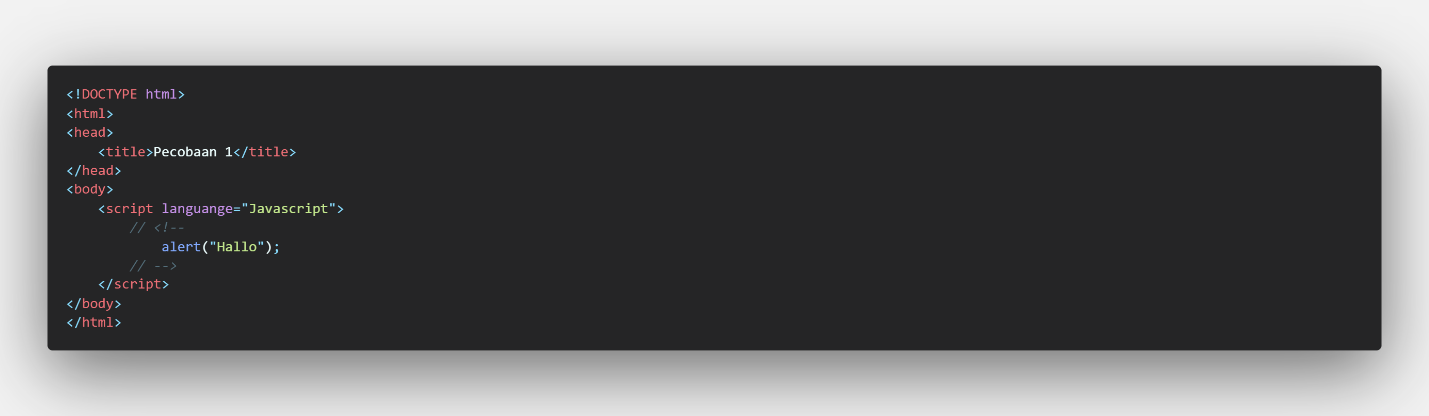 <!DOCTYPE html>
<html>
<head>
    <title>Pecobaan 1</title>
</head>
<body>
    <script languange="Javascript">
        // <!--
            alert("Hallo");
        // -->
    </script>
</body>
</html>